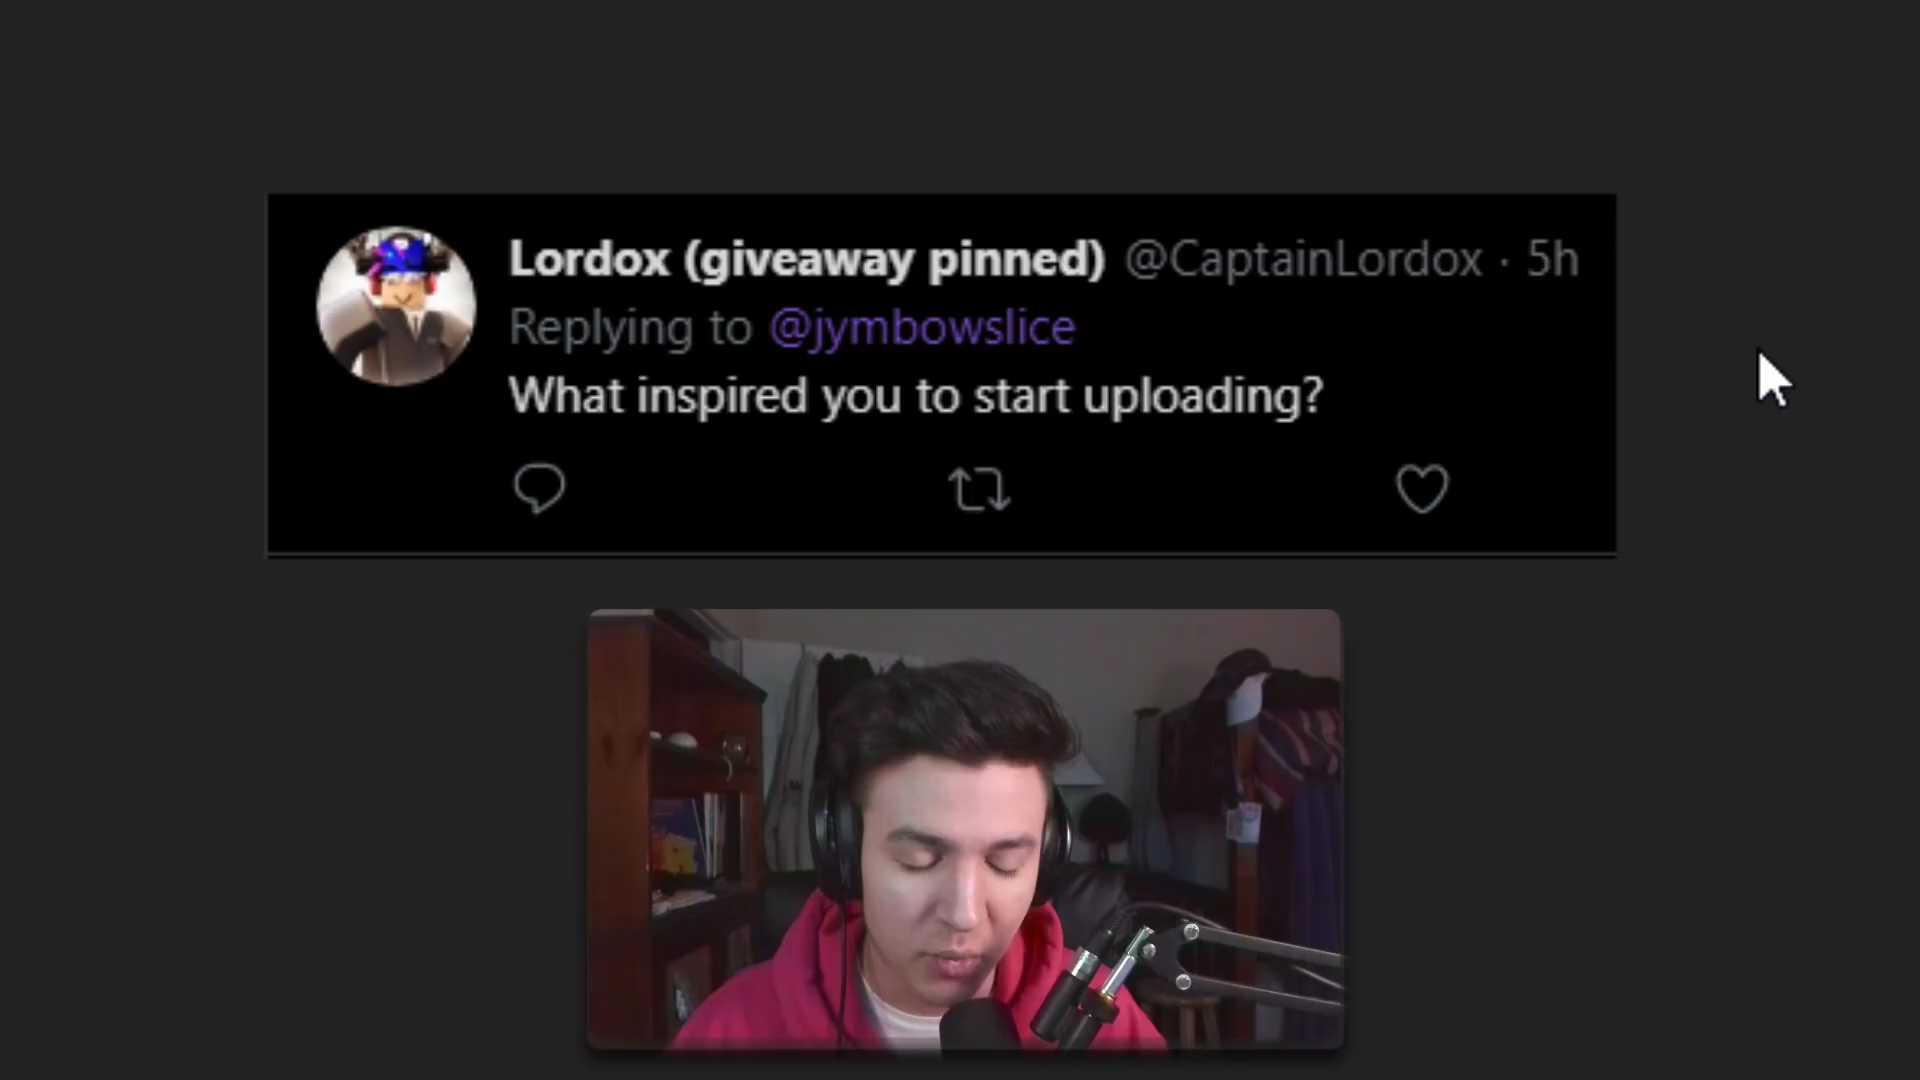 Lordox (giveaway pinned) @CaptainLordox · 5h
Replying to @jymbowslice
What inspired you to start uploading?